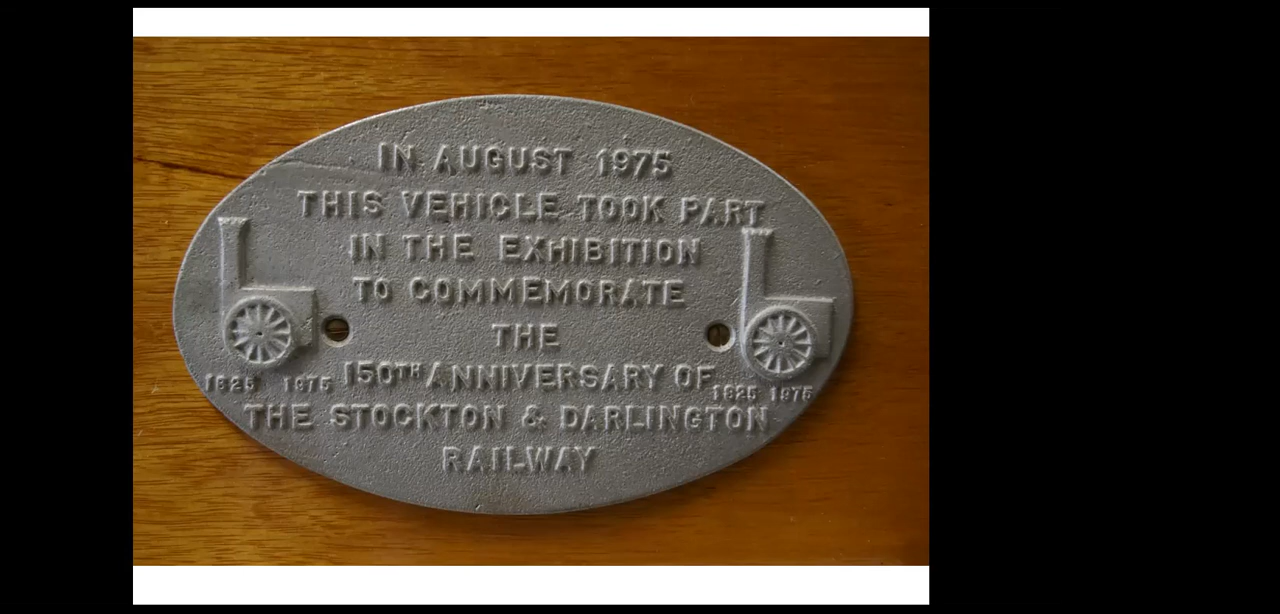 IN AUGUST 1975
THIS VEHICLE TOOK PART
IN THE EXHIBITION
TO COMMEMORATE
THE
150TH ANNIVERSARY OF
1825 1975
1825 1975
THE STOCKTON & DARLINGTON
RAILWAY